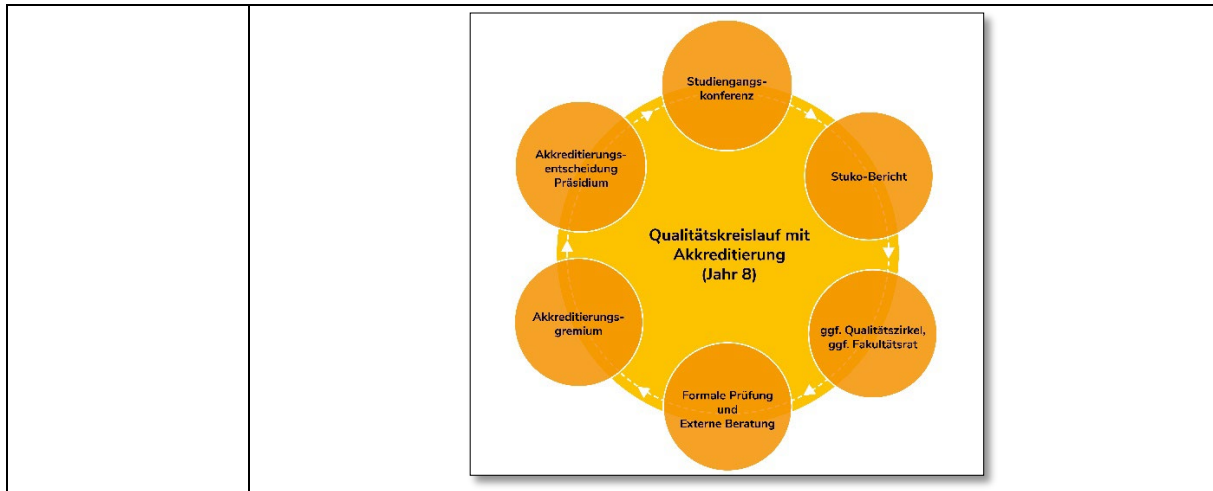 Studiengangs-
konferenz
Stuko-Bericht
ggf. Qualitätszirkel,
ggf. Fakultätsrat
Formale Prüfung
und
Externe Beratung
Akkreditierungs-
gremium
Akkreditierungs-
entscheidung
Präsidium
Qualitätskreislauf mit
Akkreditierung
(Jahr 8)